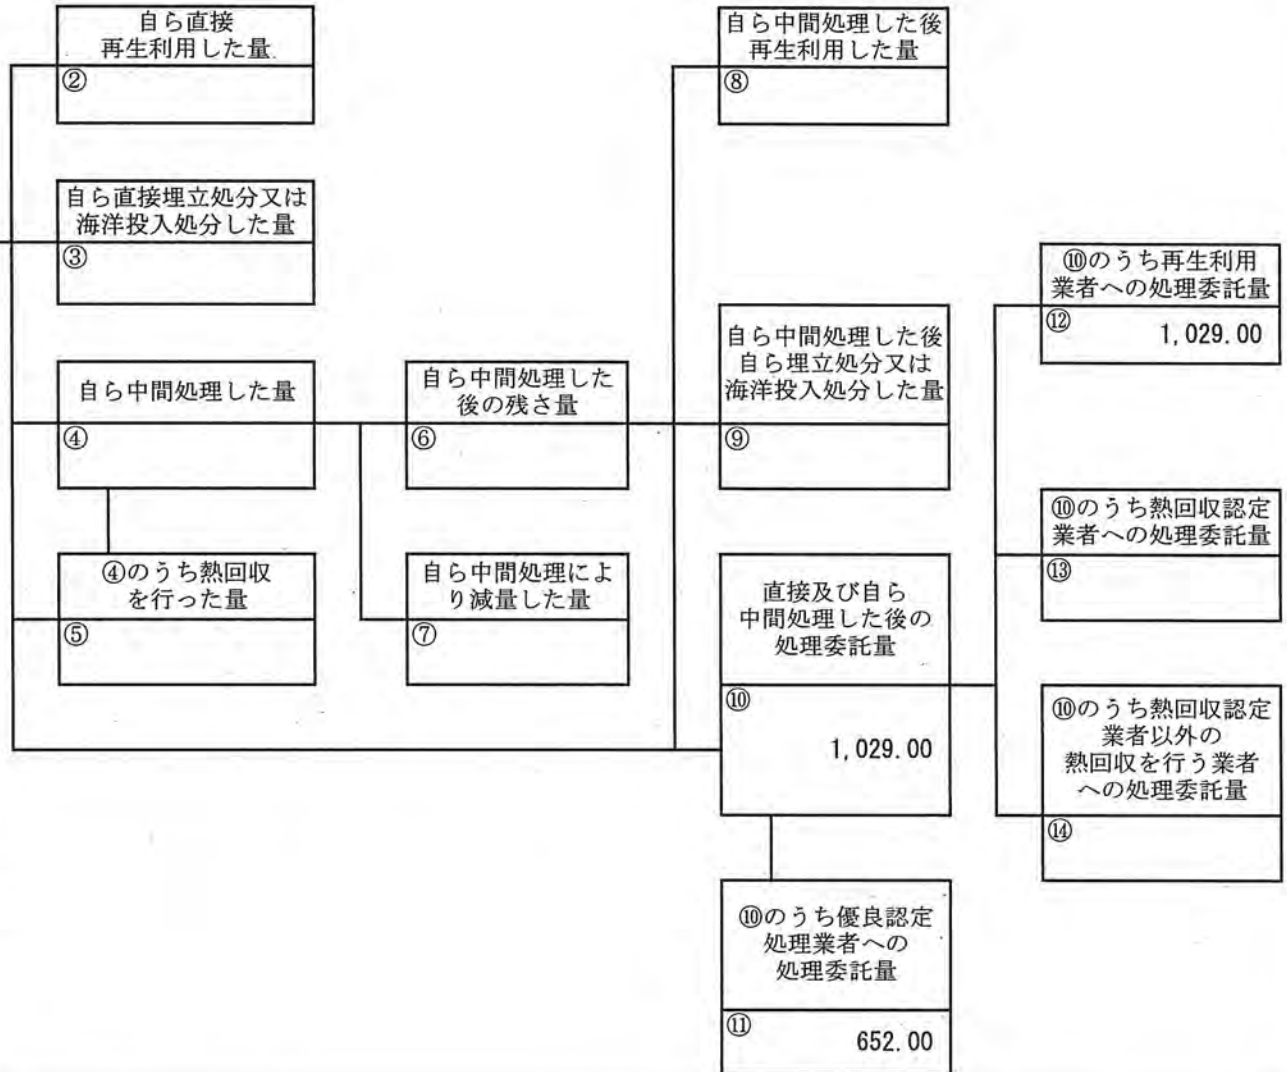 自ら直接
再生利用した量
②
自ら直接埋立処分又は
海洋投入処分した量
③
自ら中間処理した量
④
④のうち熱回収
を行った量
⑤
自ら中間処理した
後の残さ量
⑥
自ら中間処理によ
り減量した量
⑦
自ら中間処理した後
再生利用した量
⑧
自ら中間処理した後
自ら埋立処分又は
海洋投入処分した量
⑨
直接及び自ら
中間処理した後の
処理委託量
⑩
1,029.00
⑩のうち優良認定
処理業者への
処理委託量
⑪
652.00
⑩のうち再生利用
業者への処理委託量
⑫
1,029.00
⑩のうち熱回収認定
業者への処理委託量
⑬
⑩のうち熱回収認定
業者以外の
熱回収を行う業者
への処理委託量
⑭